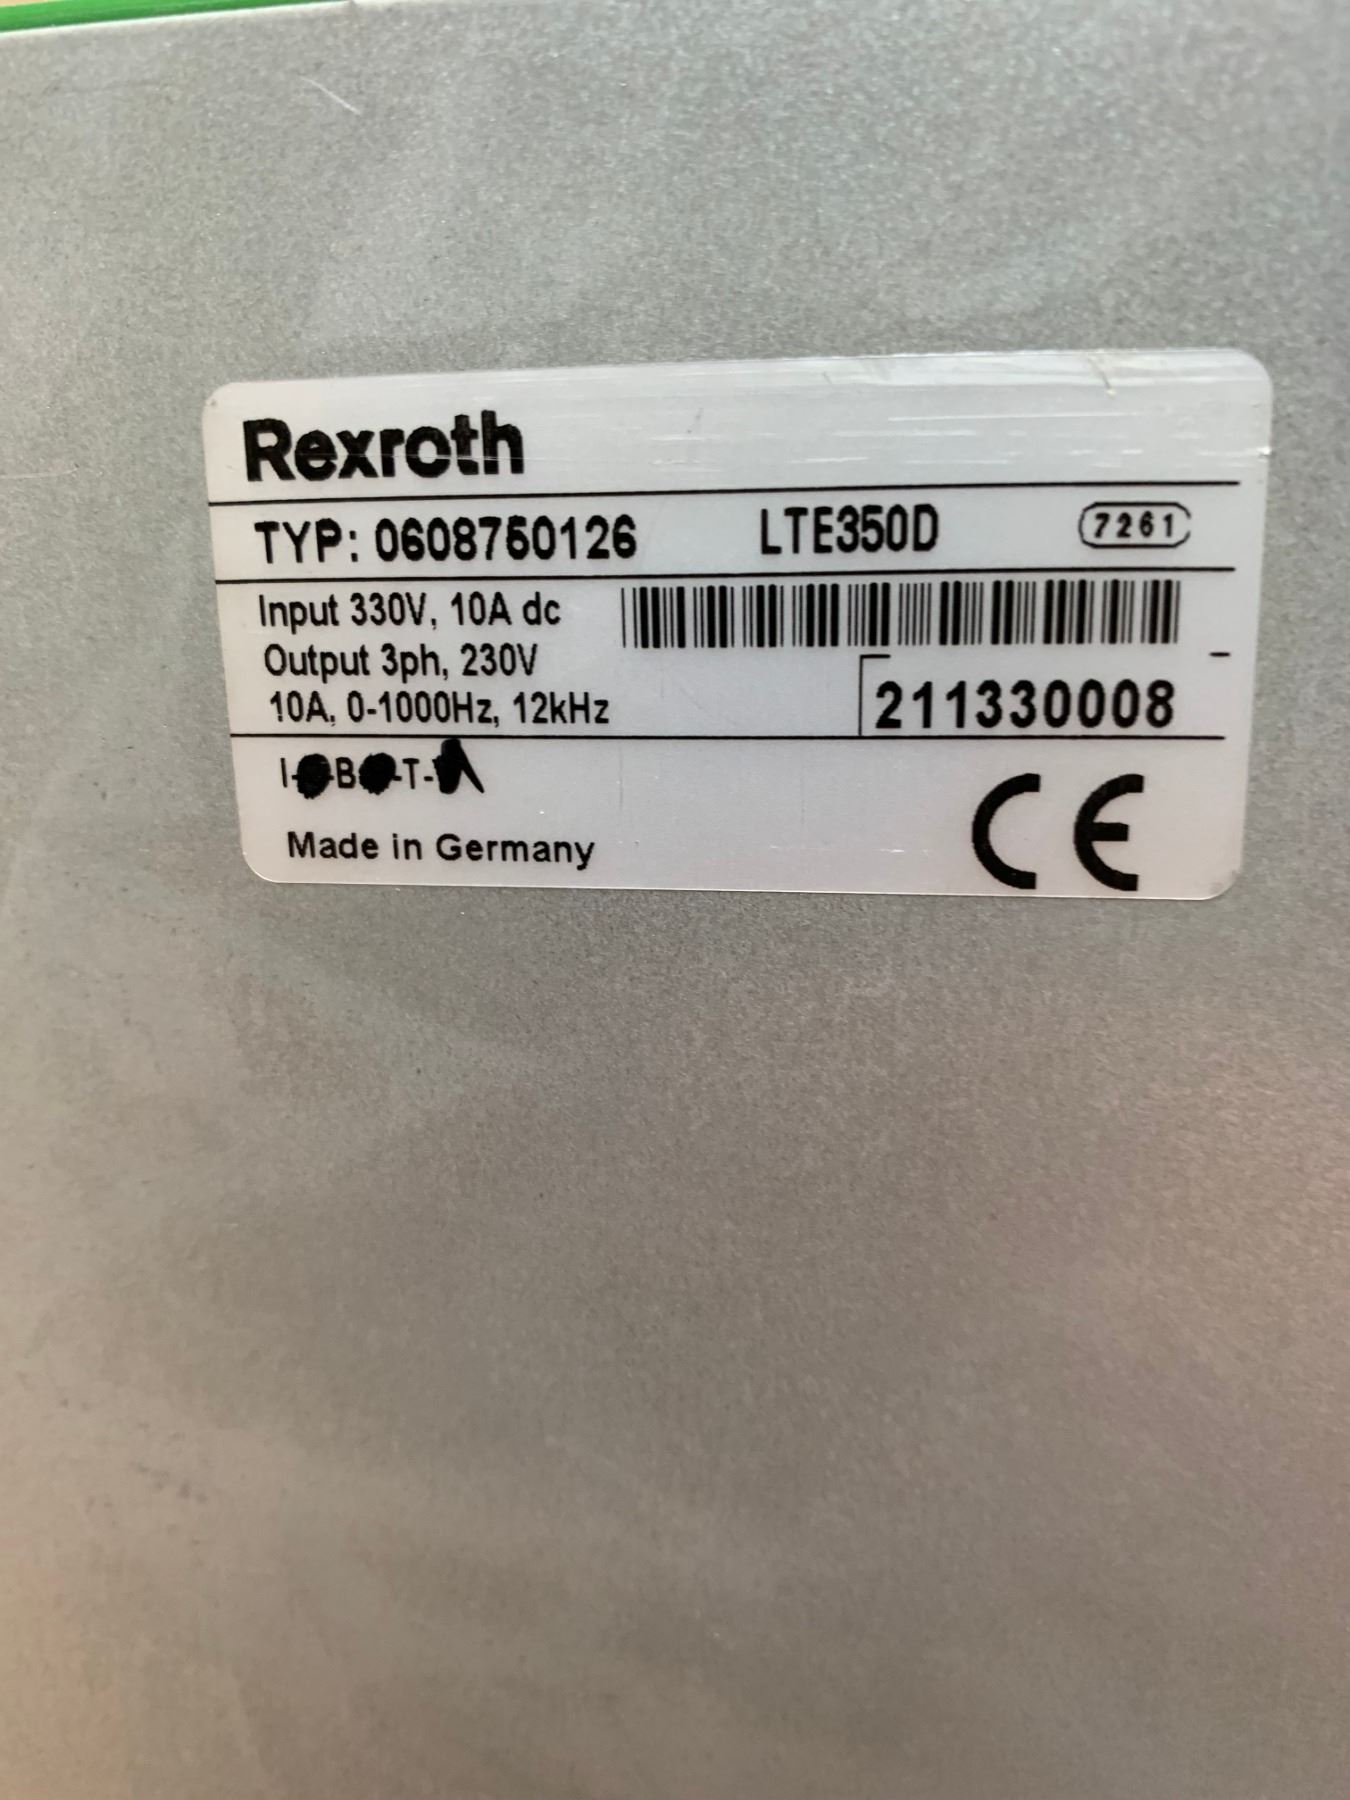 Rexroth
TYP: 0608750126 LTE350D 7261
Input 330V, 10A dc
Output 3ph, 230V
10A, 0-1000Hz, 12kHz
211330008
I- B -T-
Made in Germany
CE